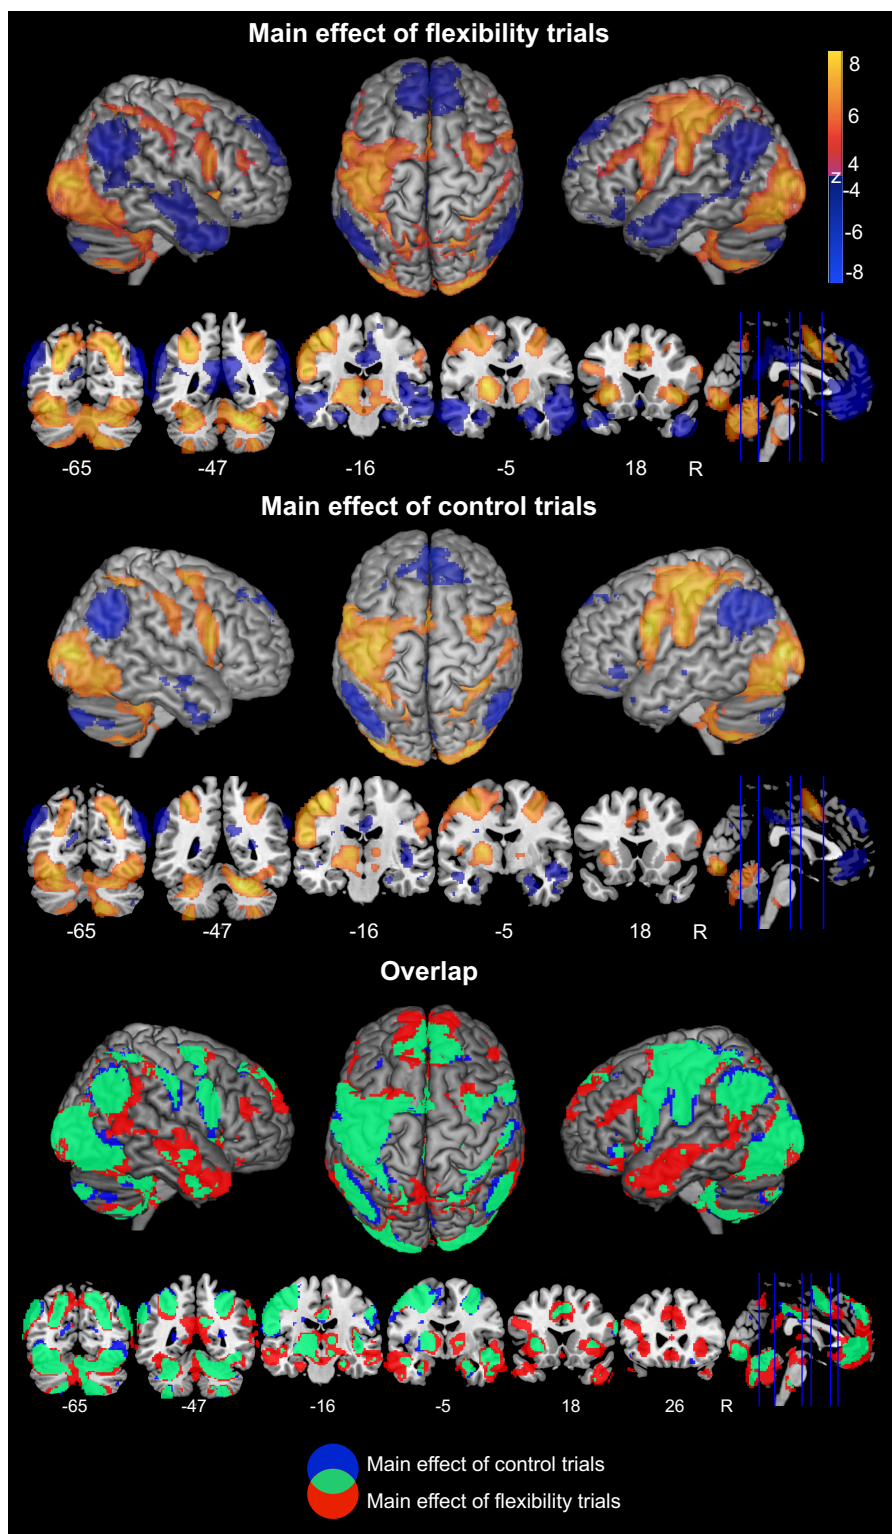 Main effect of flexibility trials
8
6
4
z
-4
-6
-8
-65 -47 -16 -5 18 R
Main effect of control trials
-65 -47 -16 -5 18 R
Overlap
-65 -47 -16 -5 18 26 R
Main effect of control trials
Main effect of flexibility trials